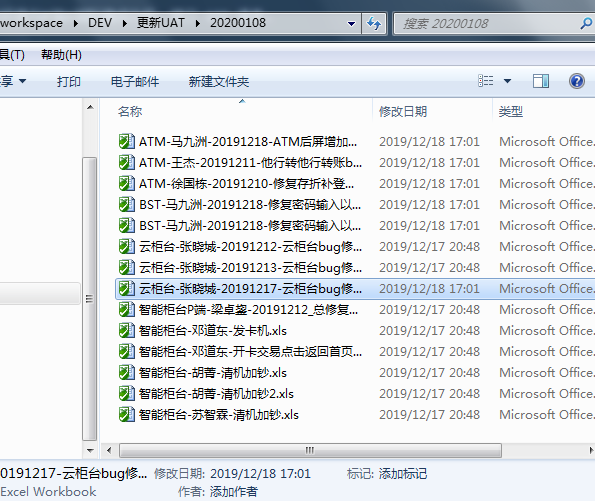 workspace ▸ DEV ▸ 更新UAT ▸ 20200108
搜索 20200108
具(T) 帮助(H)
享 打印 电子邮件 新建文件夹
名称 修改日期 类型
ATM-马九洲-20191218-ATM后屏增加... 2019/12/18 17:01 Microsoft Office.
ATM-王杰-20191211-他行转他行转账b... 2019/12/18 17:01 Microsoft Office.
ATM-徐国栋-20191210-修复存折补登... 2019/12/18 17:01 Microsoft Office.
BST-马九洲-20191218-修复密码输入以... 2019/12/18 17:01 Microsoft Office.
BST-马九洲-20191218-修复密码输入以... 2019/12/18 17:01 Microsoft Office.
云柜台-张晓城-20191212-云柜台bug修... 2019/12/17 20:48 Microsoft Office.
云柜台-张晓城-20191213-云柜台bug修... 2019/12/17 20:48 Microsoft Office.
云柜台-张晓城-20191217-云柜台bug修... 2019/12/18 17:01 Microsoft Office.
智能柜台P端-梁卓鋆-20191212_总修复... 2019/12/17 20:48 Microsoft Office.
智能柜台-邓道东-发卡机.xls 2019/12/17 20:48 Microsoft Office.
智能柜台-邓道东-开卡交易点击返回首页... 2019/12/17 20:48 Microsoft Office.
智能柜台-胡菁-清机加钞.xls 2019/12/17 20:48 Microsoft Office.
智能柜台-胡菁-清机加钞2.xls 2019/12/17 20:48 Microsoft Office.
智能柜台-苏智霖-清机加钞.xls 2019/12/17 20:48 Microsoft Office.
0191217-云柜台bug修... 修改日期: 2019/12/18 17:01 标记: 添加标记
Excel Workbook 作者: 添加作者